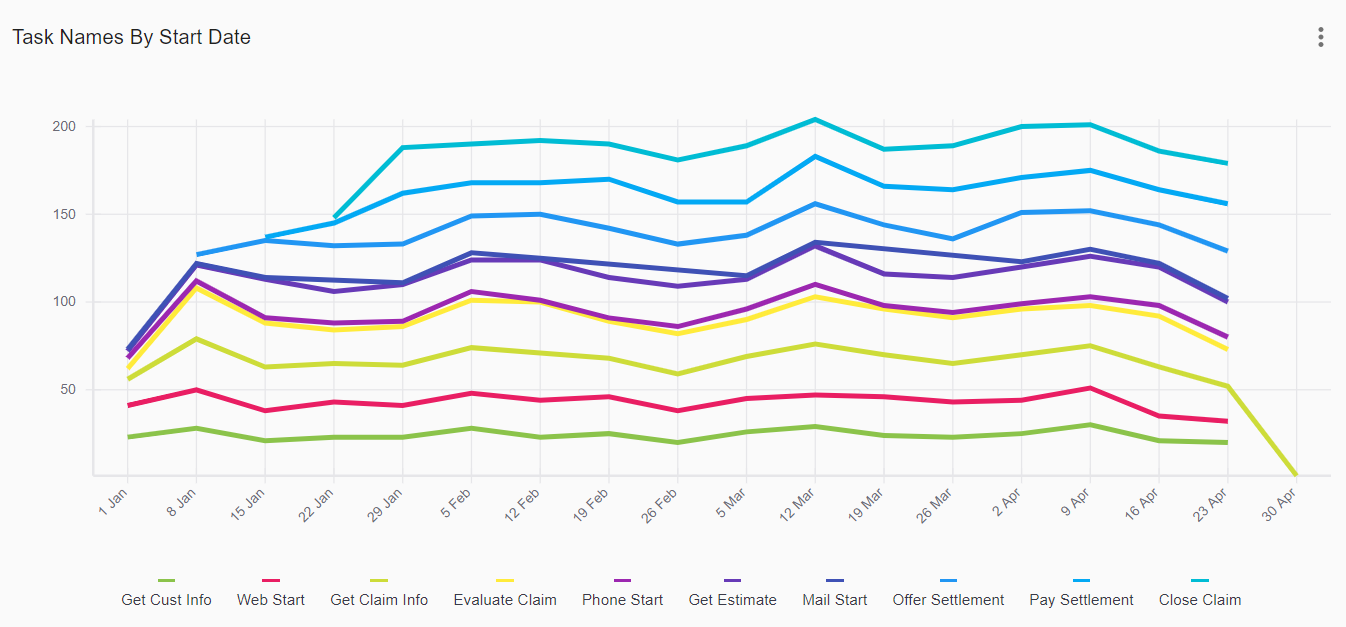 Task Names By Start Date
200
150
100
50
1 Jan
8 Jan
15 Jan
22 Jan
29 Jan
5 Feb
12 Feb
19 Feb
26 Feb
5 Mar
12 Mar
19 Mar
26 Mar
2 Apr
9 Apr
16 Apr
23 Apr
30 Apr
Get Cust Info
Web Start
Get Claim Info
Evaluate Claim
Phone Start
Get Estimate
Mail Start
Offer Settlement
Pay Settlement
Close Claim